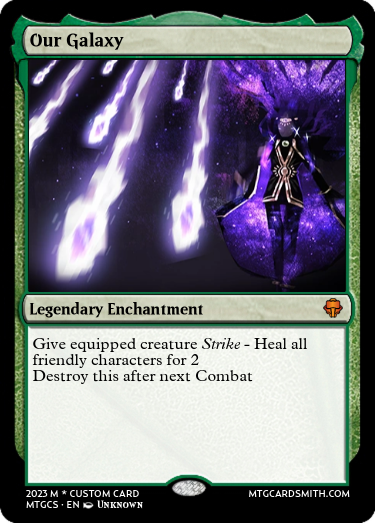 Our Galaxy
Legendary Enchantment
Give equipped creature Strike - Heal all
friendly characters for 2
Destroy this after next Combat
2023 M * CUSTOM CARD
MTGCS · EN Unknown
MTGCARDSMITH.COM